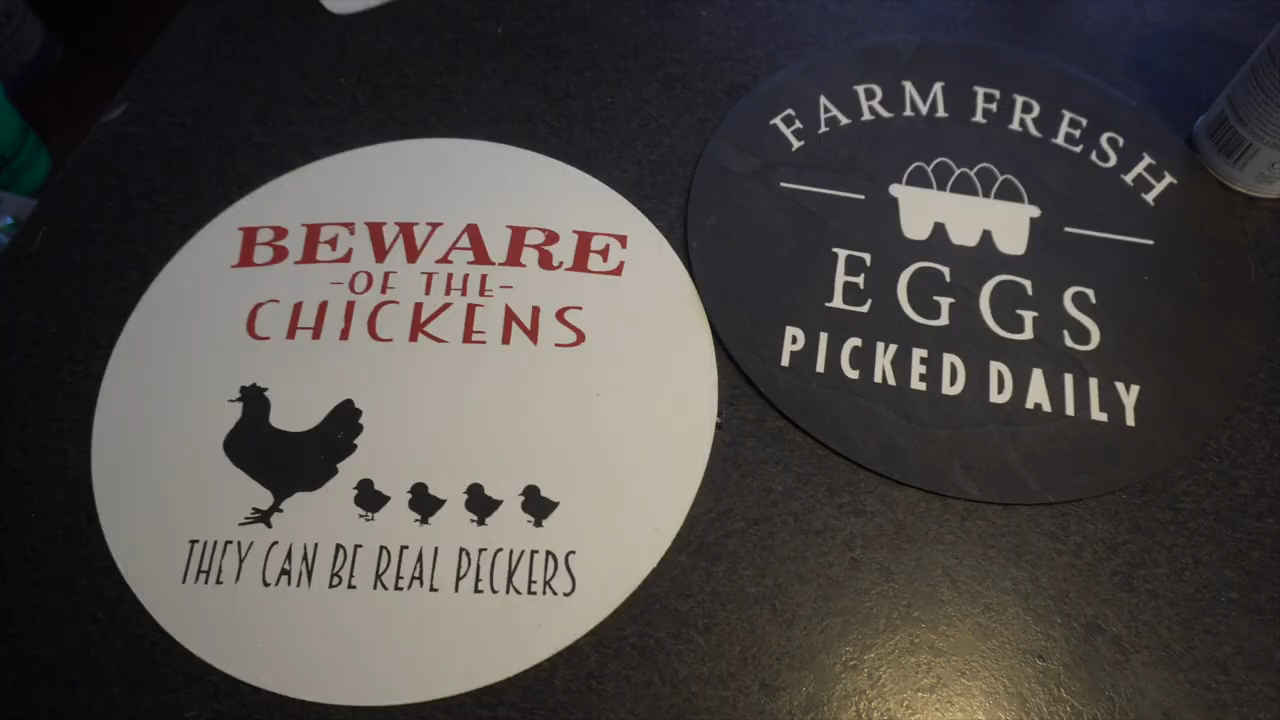 BEWARE
-OF THE-
CHICKENS
THEY CAN BE REAL PECKERS
FARM FRESH
EGGS
PICKED DAILY